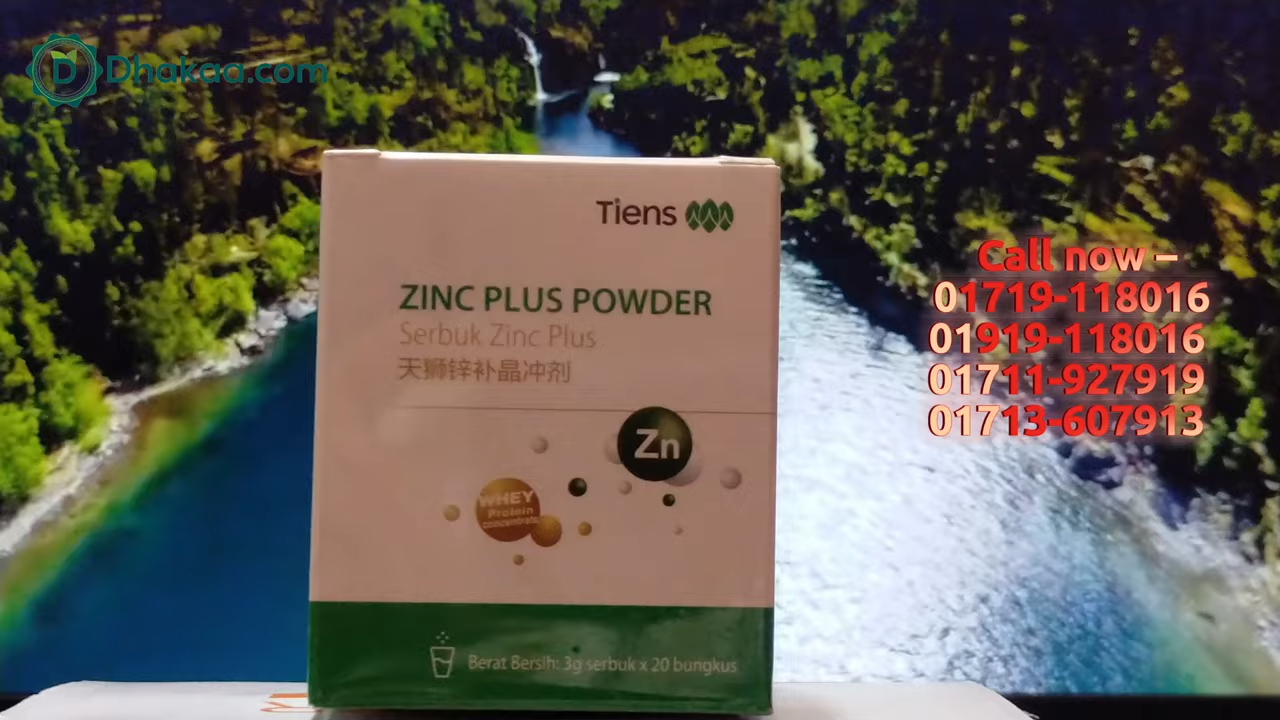 Dhakaa.com
Tiens
ZINC PLUS POWDER
Serbuk Zinc Plus
天狮锌补晶冲剂
Zn
WHEY
Protein
concentrate
Berat Bersih: 3g serbuk x 20 bungkus
Call now –
01719-118016
01919-118016
01711-927919
01713-607913